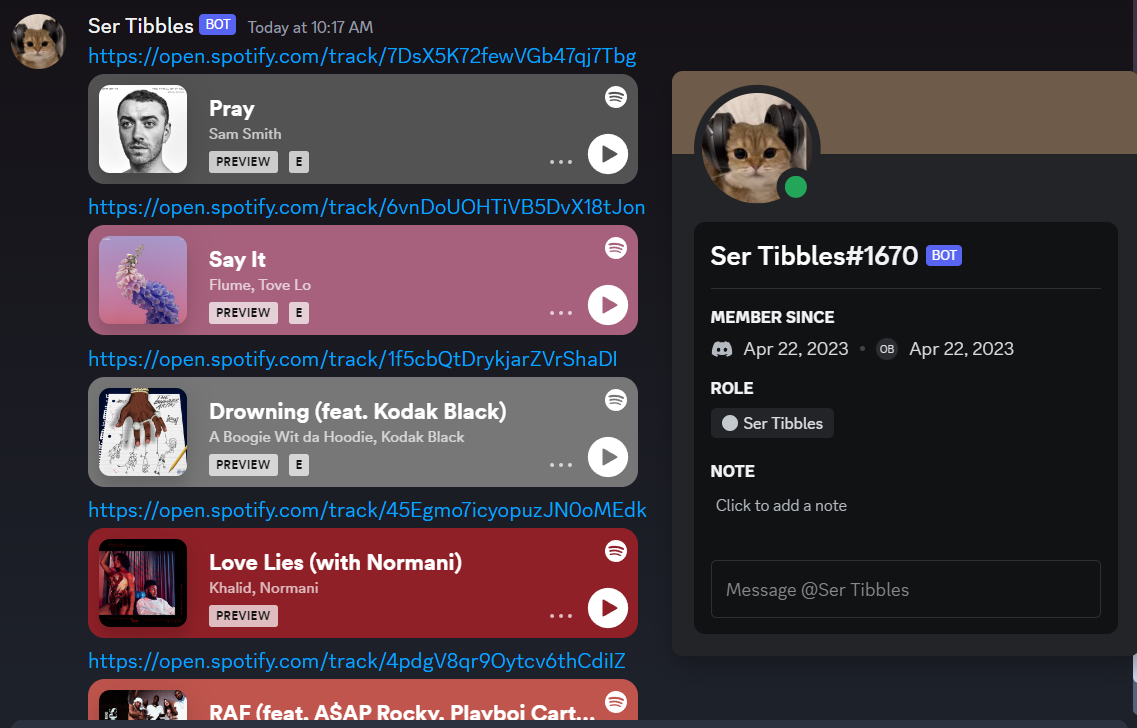 Ser Tibbles BOT Today at 10:17 AM
https://open.spotify.com/track/7DsX5K72fewVGb47qj7Tbg
Pray
Sam Smith
PREVIEW E
https://open.spotify.com/track/6vnDoUOHTiVB5DvX18tJon
Say It
Flume, Tove Lo
PREVIEW E
https://open.spotify.com/track/1f5cbQtDrykjarZVrShaDI
Drowning (feat. Kodak Black)
A Boogie Wit da Hoodie, Kodak Black
PREVIEW E
https://open.spotify.com/track/45Egmo7icyopuzJN0oMEdk
Love Lies (with Normani)
Khalid, Normani
PREVIEW
https://open.spotify.com/track/4pdgV8qr9Oytcv6thCdiIZ
RAF (feat. A$AP Rocky, Playboi Cart...
Ser Tibbles#1670 BOT
MEMBER SINCE
Apr 22, 2023 • OB Apr 22, 2023
ROLE
Ser Tibbles
NOTE
Click to add a note
Message @Ser Tibbles